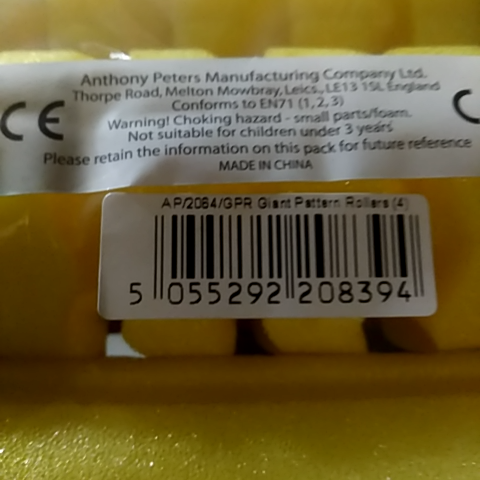 Anthony Peters Manufacturing Company Ltd.
Thorpe Road, Melton Mowbray, Leics., LE13 1SL England
Conforms to EN71 (1,2,3)
CE
Warning! Choking hazard - small parts/foam.
Not suitable for children under 3 years
Please retain the information on this pack for future reference
MADE IN CHINA
AP/2064/GPR Giant Pattern Rollers (4)
5 055292 208394